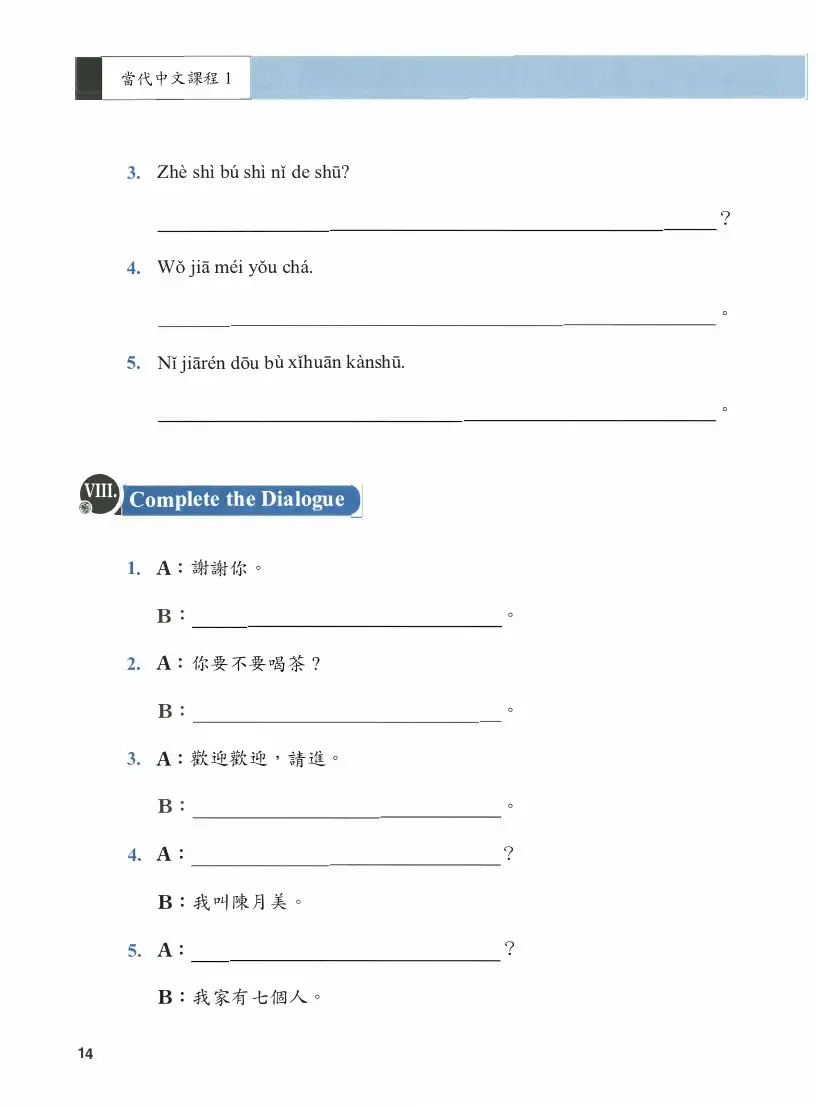 當代中文課程 1
3. Zhè shì bú shì nǐ de shū?
？
4. Wǒ jiā méi yǒu chá.
。
5. Nǐ jiārén dōu bù xǐhuān kànshū.
。
VIII. Complete the Dialogue
1. A：謝謝你。
B：。
2. A：你要不要喝茶？
B：。
3. A：歡迎歡迎，請進。
B：。
4. A：？
B：我叫陳月美。
5. A：？
B：我家有七個人。
14